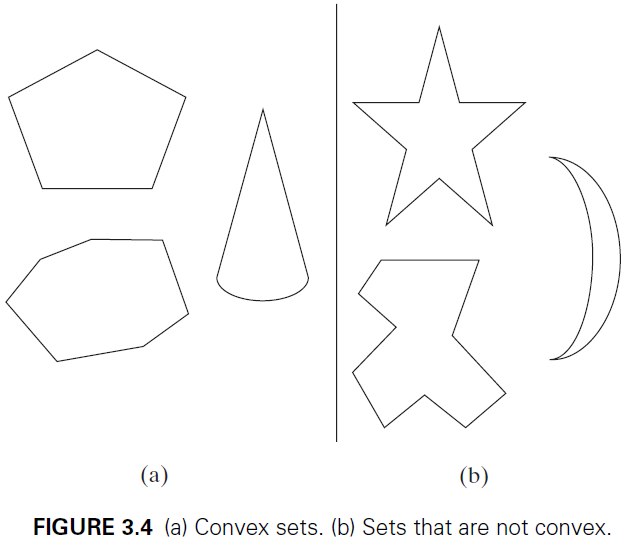 (a)
(b)
FIGURE 3.4 (a) Convex sets. (b) Sets that are not convex.